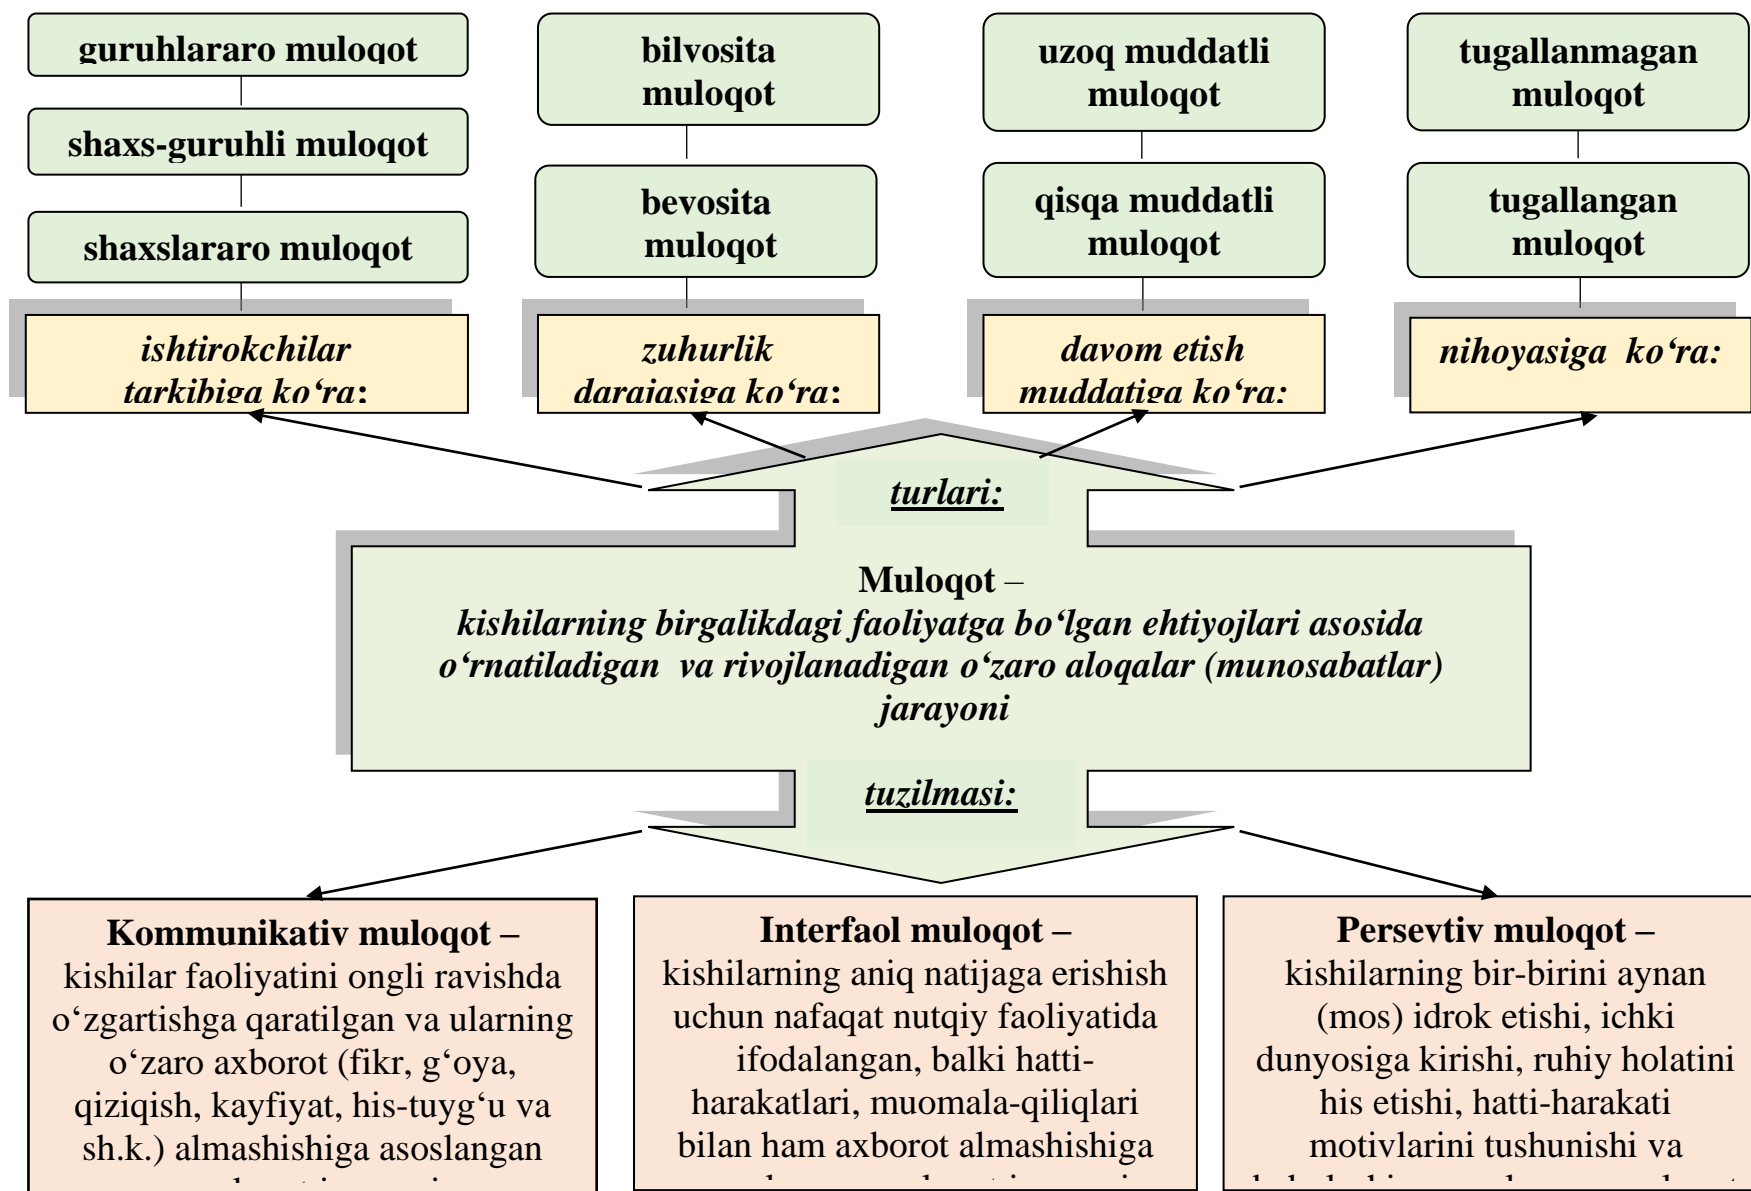 guruhlararo muloqot
shaxs-guruhli muloqot
shaxslararo muloqot
ishtirokchilar
tarkibiga ko‘ra:
bilvosita
muloqot
bevosita
muloqot
zuhurlik
darajasiga ko‘ra:
uzoq muddatli
muloqot
qisqa muddatli
muloqot
davom etish
muddatiga ko‘ra:
tugallanmagan
muloqot
tugallangan
muloqot
nihoyasiga ko‘ra:
turlari:
Muloqot –
kishilarning birgalikdagi faoliyatga bo‘lgan ehtiyojlari asosida
o‘rnatiladigan va rivojlanadigan o‘zaro aloqalar (munosabatlar)
jarayoni
tuzilmasi:
Kommunikativ muloqot –
kishilar faoliyatini ongli ravishda
o‘zgartishga qaratilgan va ularning
o‘zaro axborot (fikr, g‘oya,
qiziqish, kayfiyat, his-tuyg‘u va
sh.k.) almashishiga asoslangan
Interfaol muloqot –
kishilarning aniq natijaga erishish
uchun nafaqat nutqiy faoliyatida
ifodalangan, balki hatti-
harakatlari, muomala-qiliqlari
bilan ham axborot almashishiga
Persevtiv muloqot –
kishilarning bir-birini aynan
(mos) idrok etishi, ichki
dunyosiga kirishi, ruhiy holatini
his etishi, hatti-harakati
motivlarini tushunishi va